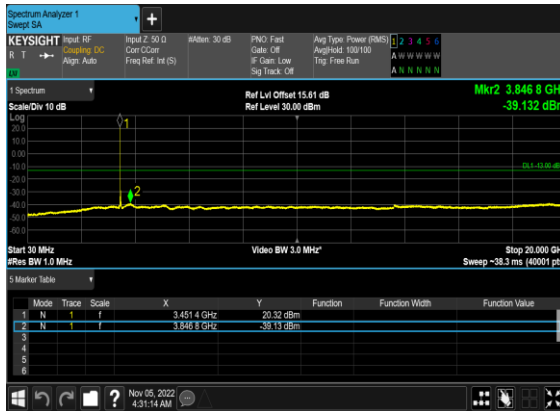 Spectrum Analyzer 1
Swept SA
+
KEYSIGHT Input: RF Input Z: 50 Ω #Atten: 30 dB PNO: Fast Avg Type: Power (RMS) 1 2 3 4 5 6
R T Coupling: DC Corr CCorr Gate: Off Avg|Hold: 100/100 A W W W W W
Align: Auto Freq Ref: Int (S) IF Gain: Low Trig: Free Run
LXI Sig Track: Off A N N N N N
1 Spectrum Ref Lvl Offset 15.61 dB Mkr2 3.846 8 GH
Scale/Div 10 dB Ref Level 30.00 dBm -39.132 dBr
Log
1
20.0
10.0
0.00
-10.0
DL1 -13.00 dB
-20.0
-30.0
2
-40.0
-50.0
-60.0
Start 30 MHz Video BW 3.0 MHz* Stop 20.000 GH
#Res BW 1.0 MHz Sweep ~38.3 ms (40001 pt
5 Marker Table
Mode Trace Scale X Y Function Function Width Function Value
1 N 1 f 3.451 4 GHz 20.32 dBm
2 N 1 f 3.846 8 GHz -39.13 dBm
3
4
5
6
? Nov 05, 2022
4:31:14 AM